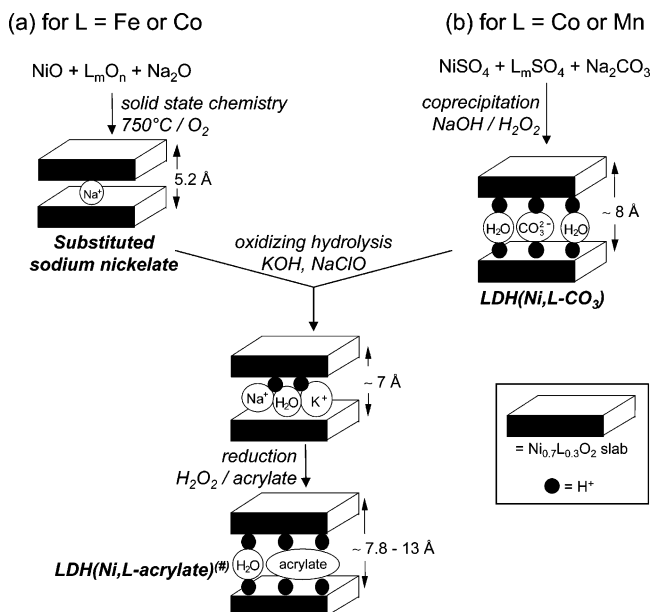 (a) for L = Fe or Co
(b) for L = Co or Mn
NiO + LₘOₙ + Na₂O
NiSO₄ + LₘSO₄ + Na₂CO₃
solid state chemistry
750°C / O₂
coprecipitation
NaOH / H₂O₂
Na⁺
5.2 Å
Substituted
sodium nickelate
H₂O
CO₃²⁻
H₂O
~ 8 Å
LDH(Ni,L-CO₃)
oxidizing hydrolysis
KOH, NaClO
Na⁺
H₂O
K⁺
~ 7 Å
reduction
H₂O₂ / acrylate
LDH(Ni,L-acrylate)⁽#⁾
H₂O
acrylate
~ 7.8 - 13 Å
= Ni₀.₇L₀.₃O₂ slab
= H⁺